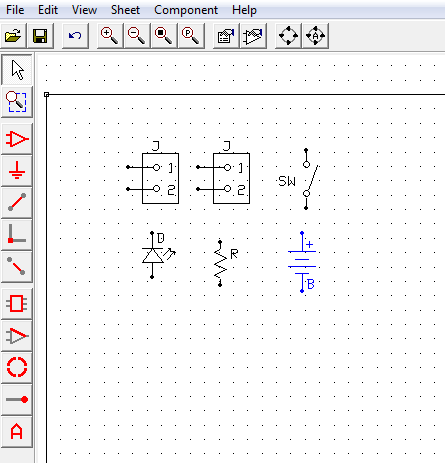 File Edit View Sheet Component Help
P A
J J
1 1
2 2
SW
D
R
+
B
A